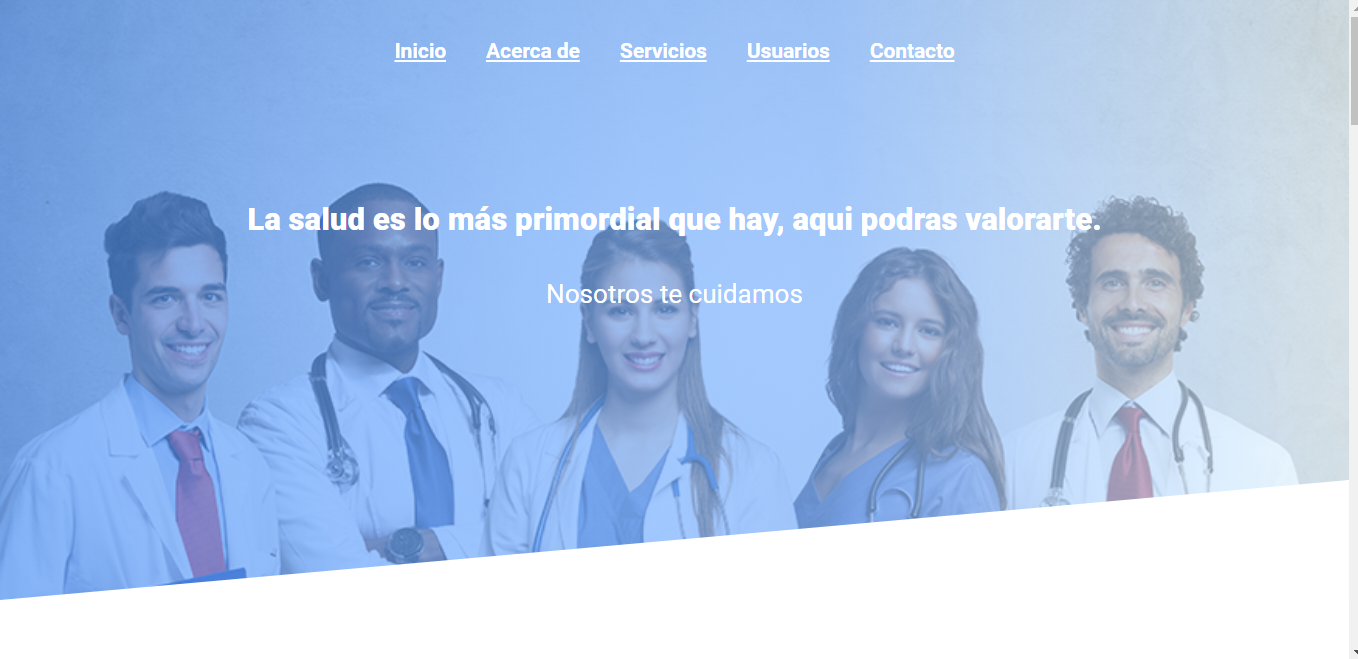 Inicio Acerca de Servicios Usuarios Contacto
La salud es lo más primordial que hay, aqui podras valorarte.
Nosotros te cuidamos